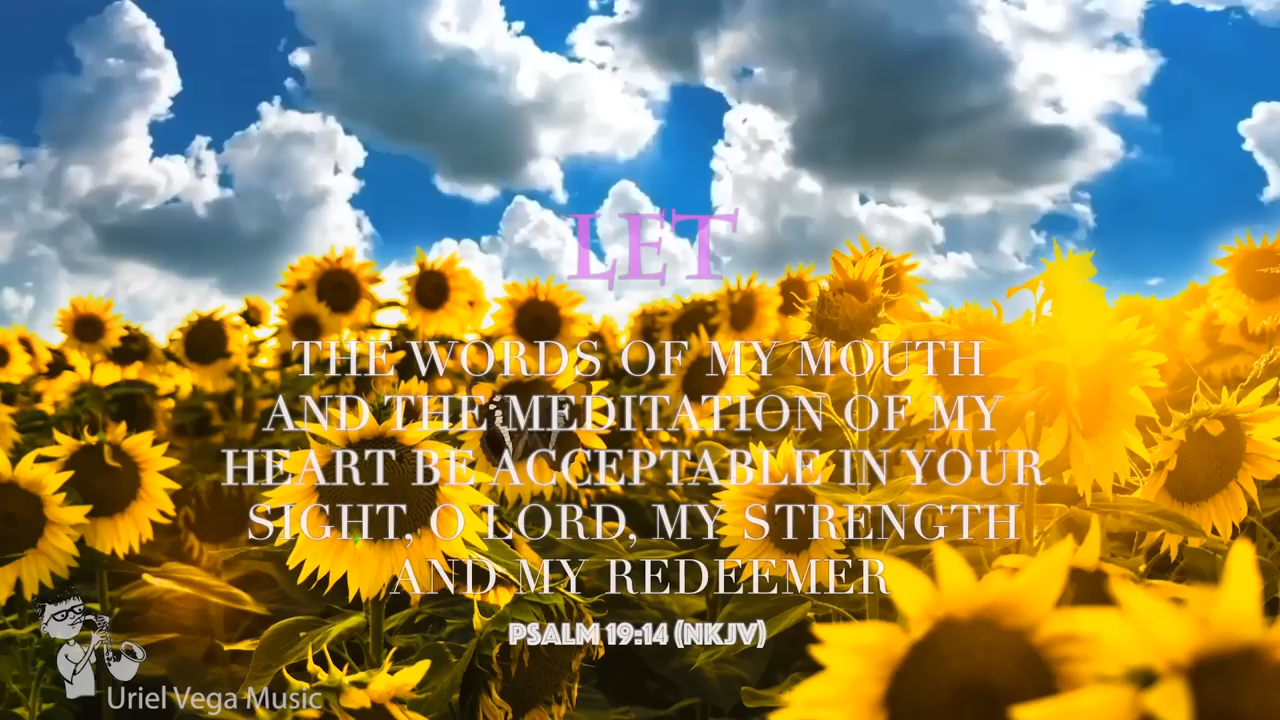 LET
THE WORDS OF MY MOUTH
AND THE MEDITATION OF MY
HEART BE ACCEPTABLE IN YOUR
SIGHT, O LORD, MY STRENGTH
AND MY REDEEMER
PSALM 19:14 (NKJV)
Uriel Vega Music